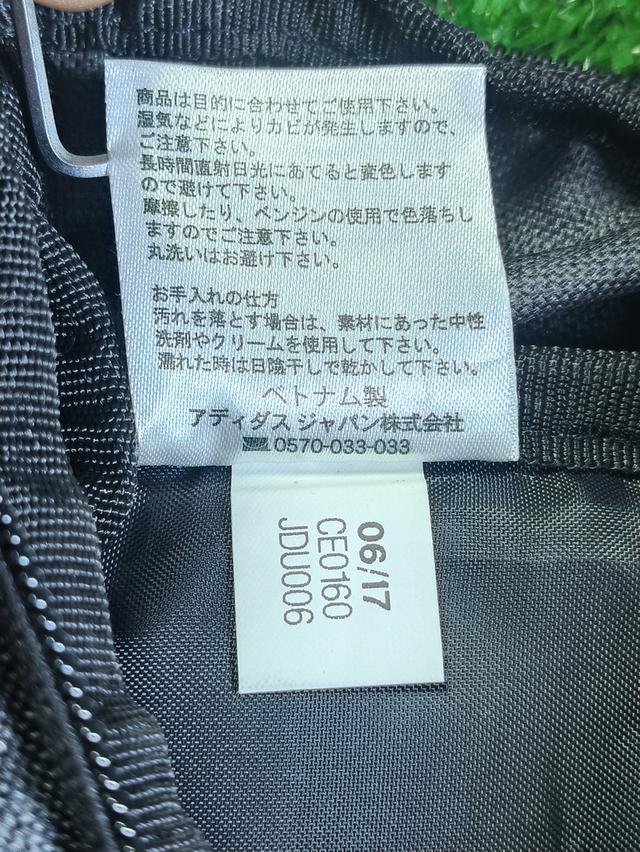 商品は目的に合わせてご使用下さい。
湿気などによりカビが発生しますので、
ご注意下さい。
長時間直射日光にあてると変色します
ので避けて下さい。
摩擦したり、ベンジンの使用で色落ちし
ますのでご注意下さい。
丸洗いはお避け下さい。
お手入れの仕方
汚れを落とす場合は、素材にあった中性
洗剤やクリームを使用して下さい。
濡れた時は日陰干しで乾かして下さい。
ベトナム製
アディダス ジャパン株式会社
0570-033-033
06/17
CE0160
JDU006